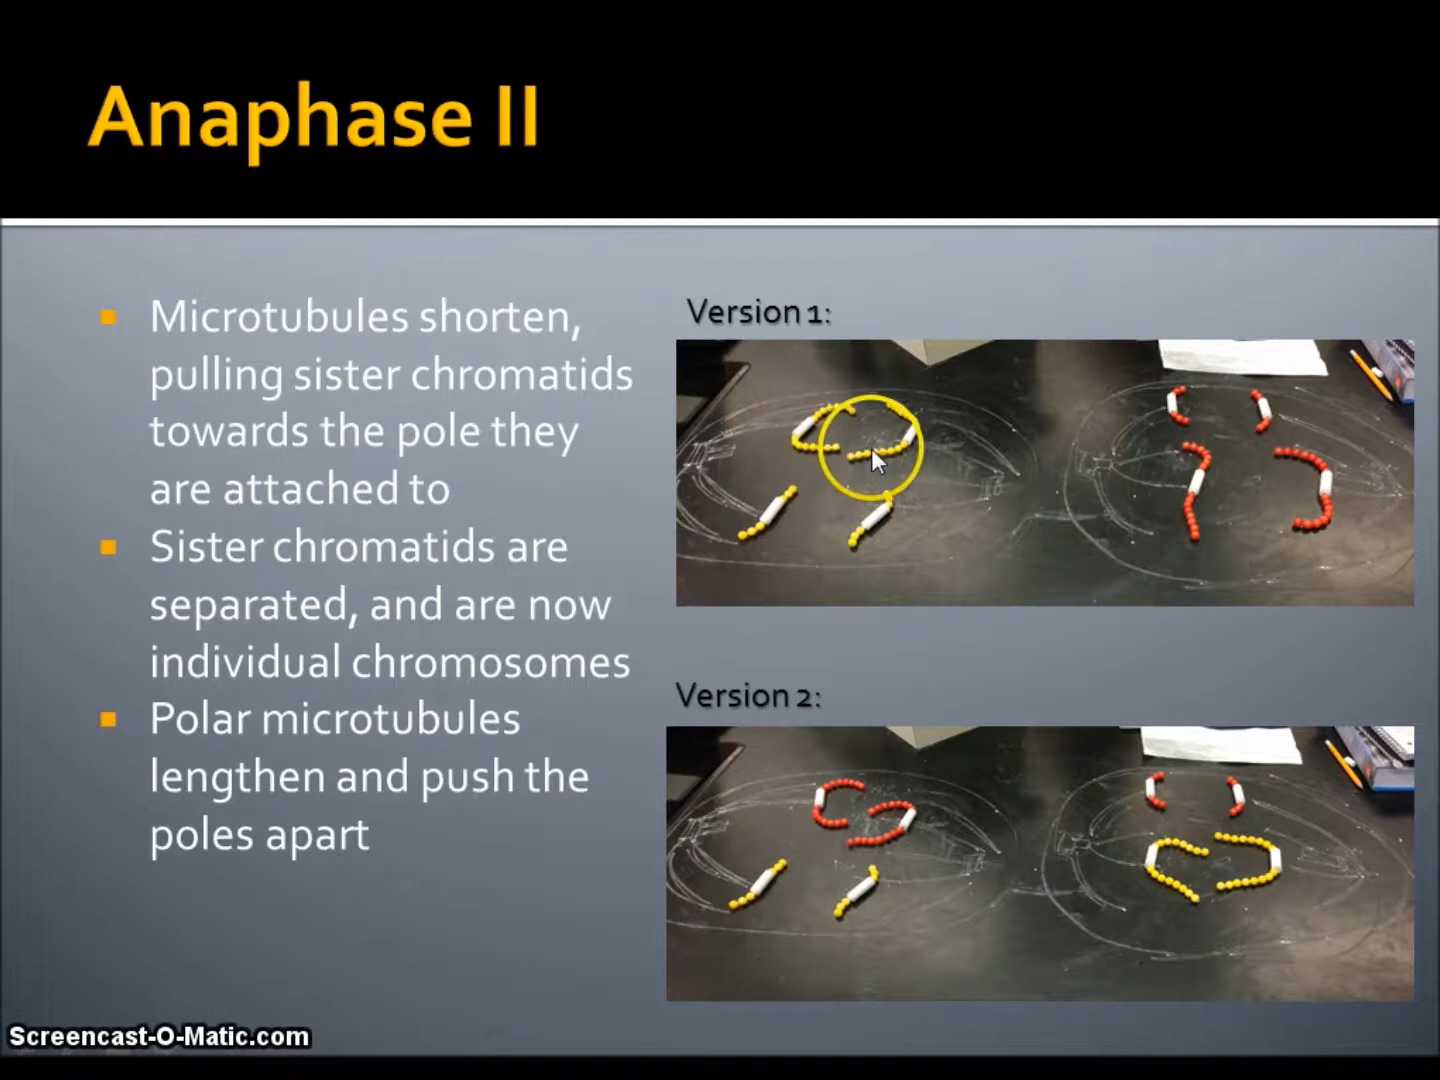 Anaphase II
Microtubules shorten,
pulling sister chromatids
towards the pole they
are attached to
Sister chromatids are
separated, and are now
individual chromosomes
Polar microtubules
lengthen and push the
poles apart
Version 1:
Version 2:
Screencast-O-Matic.com